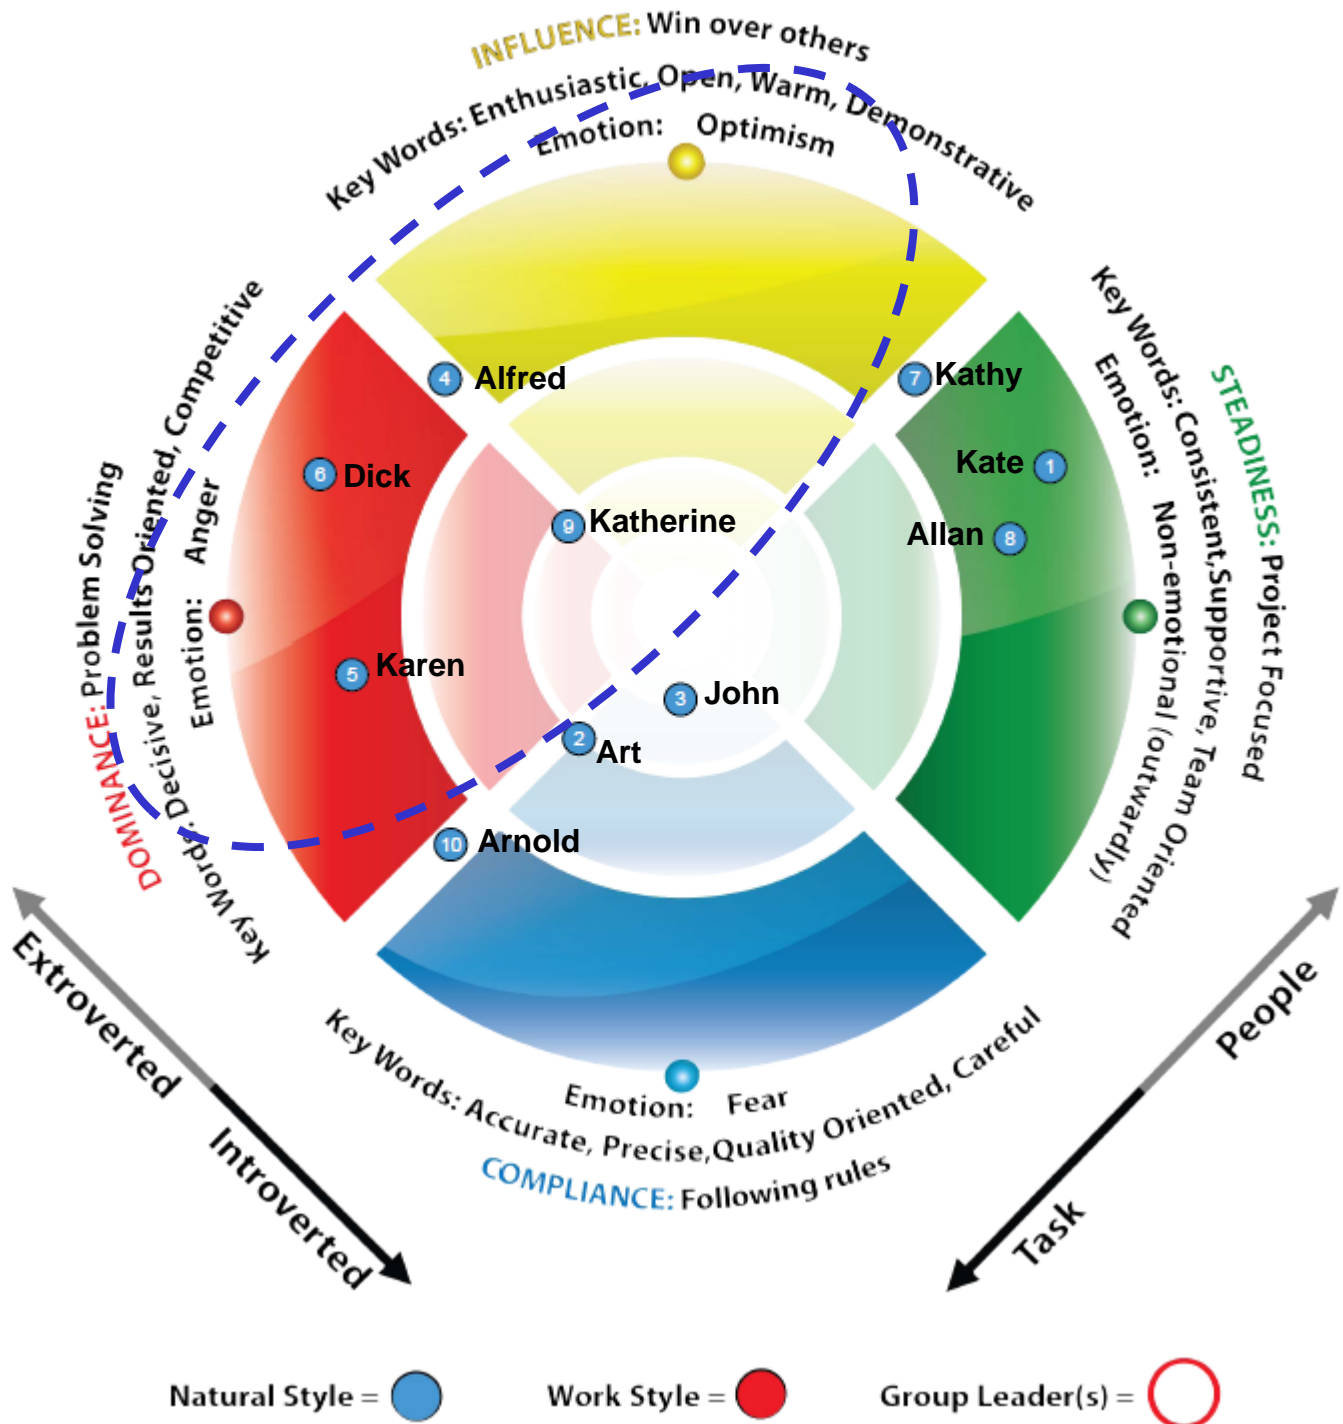 INFLUENCE: Win over others
Key Words: Enthusiastic, Open, Warm, Demonstrative
Emotion: Optimism
DOMINANCE: Problem Solving
Key Words: Decisive, Results Oriented, Competitive
Emotion: Anger
STEADINESS: Project Focused
Key Words: Consistent,Supportive, Team Oriented
Emotion: Non-emotional (outwardly)
4 Alfred
7 Kathy
6 Dick
Kate 1
9 Katherine
Allan 8
5 Karen
3 John
2 Art
10 Arnold
Emotion: Fear
Key Words: Accurate, Precise,Quality Oriented, Careful
COMPLIANCE: Following rules
Extroverted
Introverted
People
Task
Natural Style =
Work Style =
Group Leader(s) =